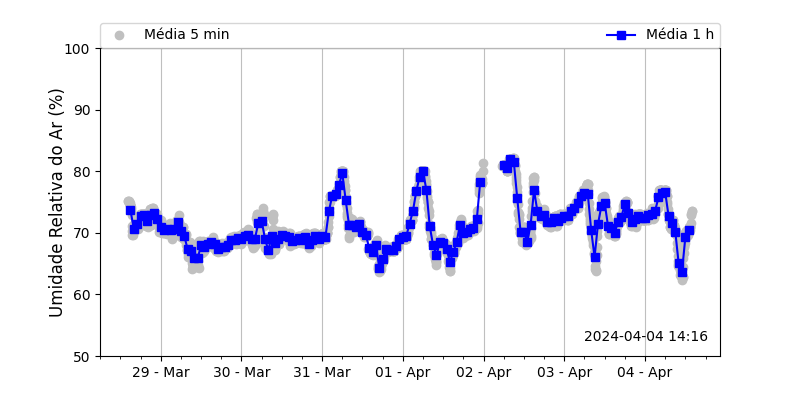 Média 5 min
Média 1 h
Umidade Relativa do Ar (%)
100
90
80
70
60
50
2024-04-04 14:16
29 - Mar
30 - Mar
31 - Mar
01 - Apr
02 - Apr
03 - Apr
04 - Apr